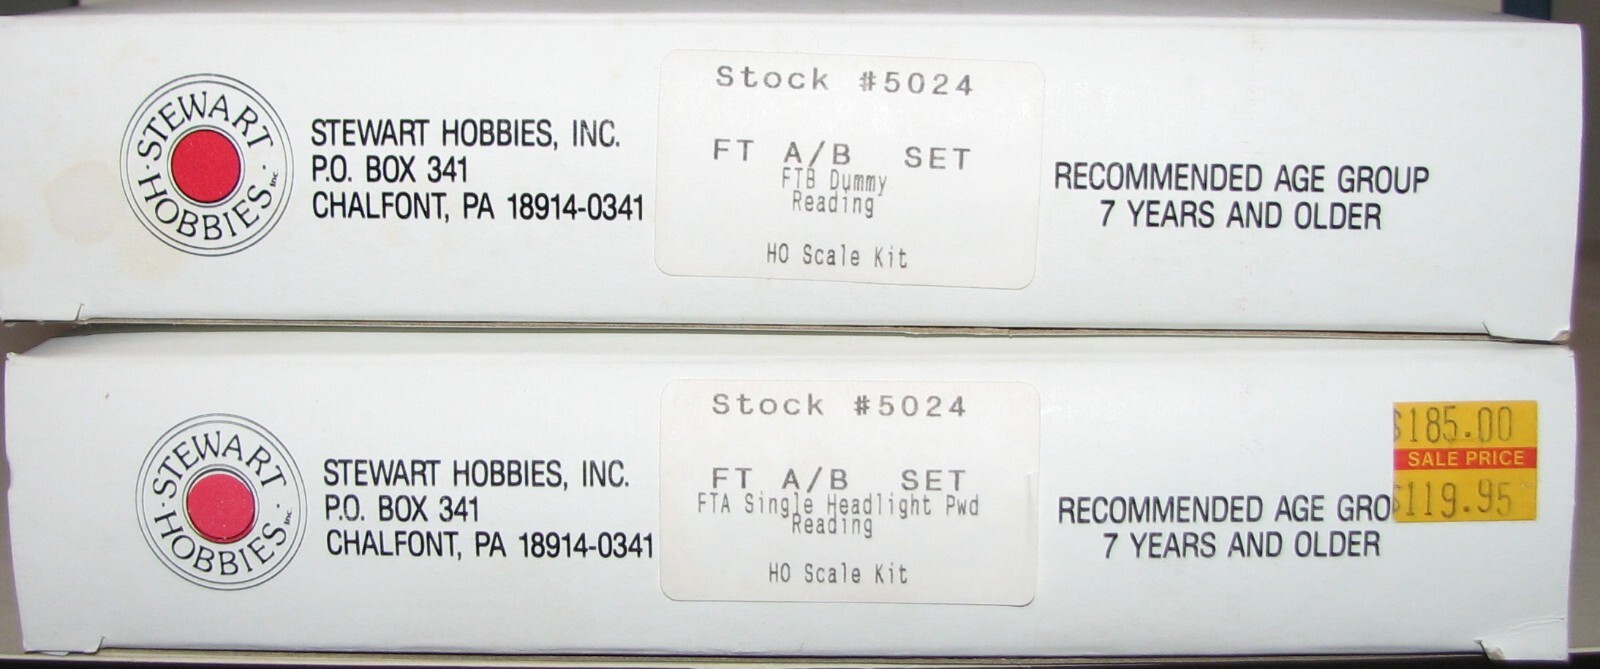 STEWART HOBBIES Inc.
STEWART HOBBIES, INC.
P.O. BOX 341
CHALFONT, PA 18914-0341
Stock #5024
FT A/B SET
FTB Dummy
Reading
HO Scale Kit
RECOMMENDED AGE GROUP
7 YEARS AND OLDER
STEWART HOBBIES Inc.
STEWART HOBBIES, INC.
P.O. BOX 341
CHALFONT, PA 18914-0341
Stock #5024
FT A/B SET
FTA Single Headlight Pwd
Reading
HO Scale Kit
RECOMMENDED AGE GRO
7 YEARS AND OLDER
$185.00
SALE PRICE
$119.95